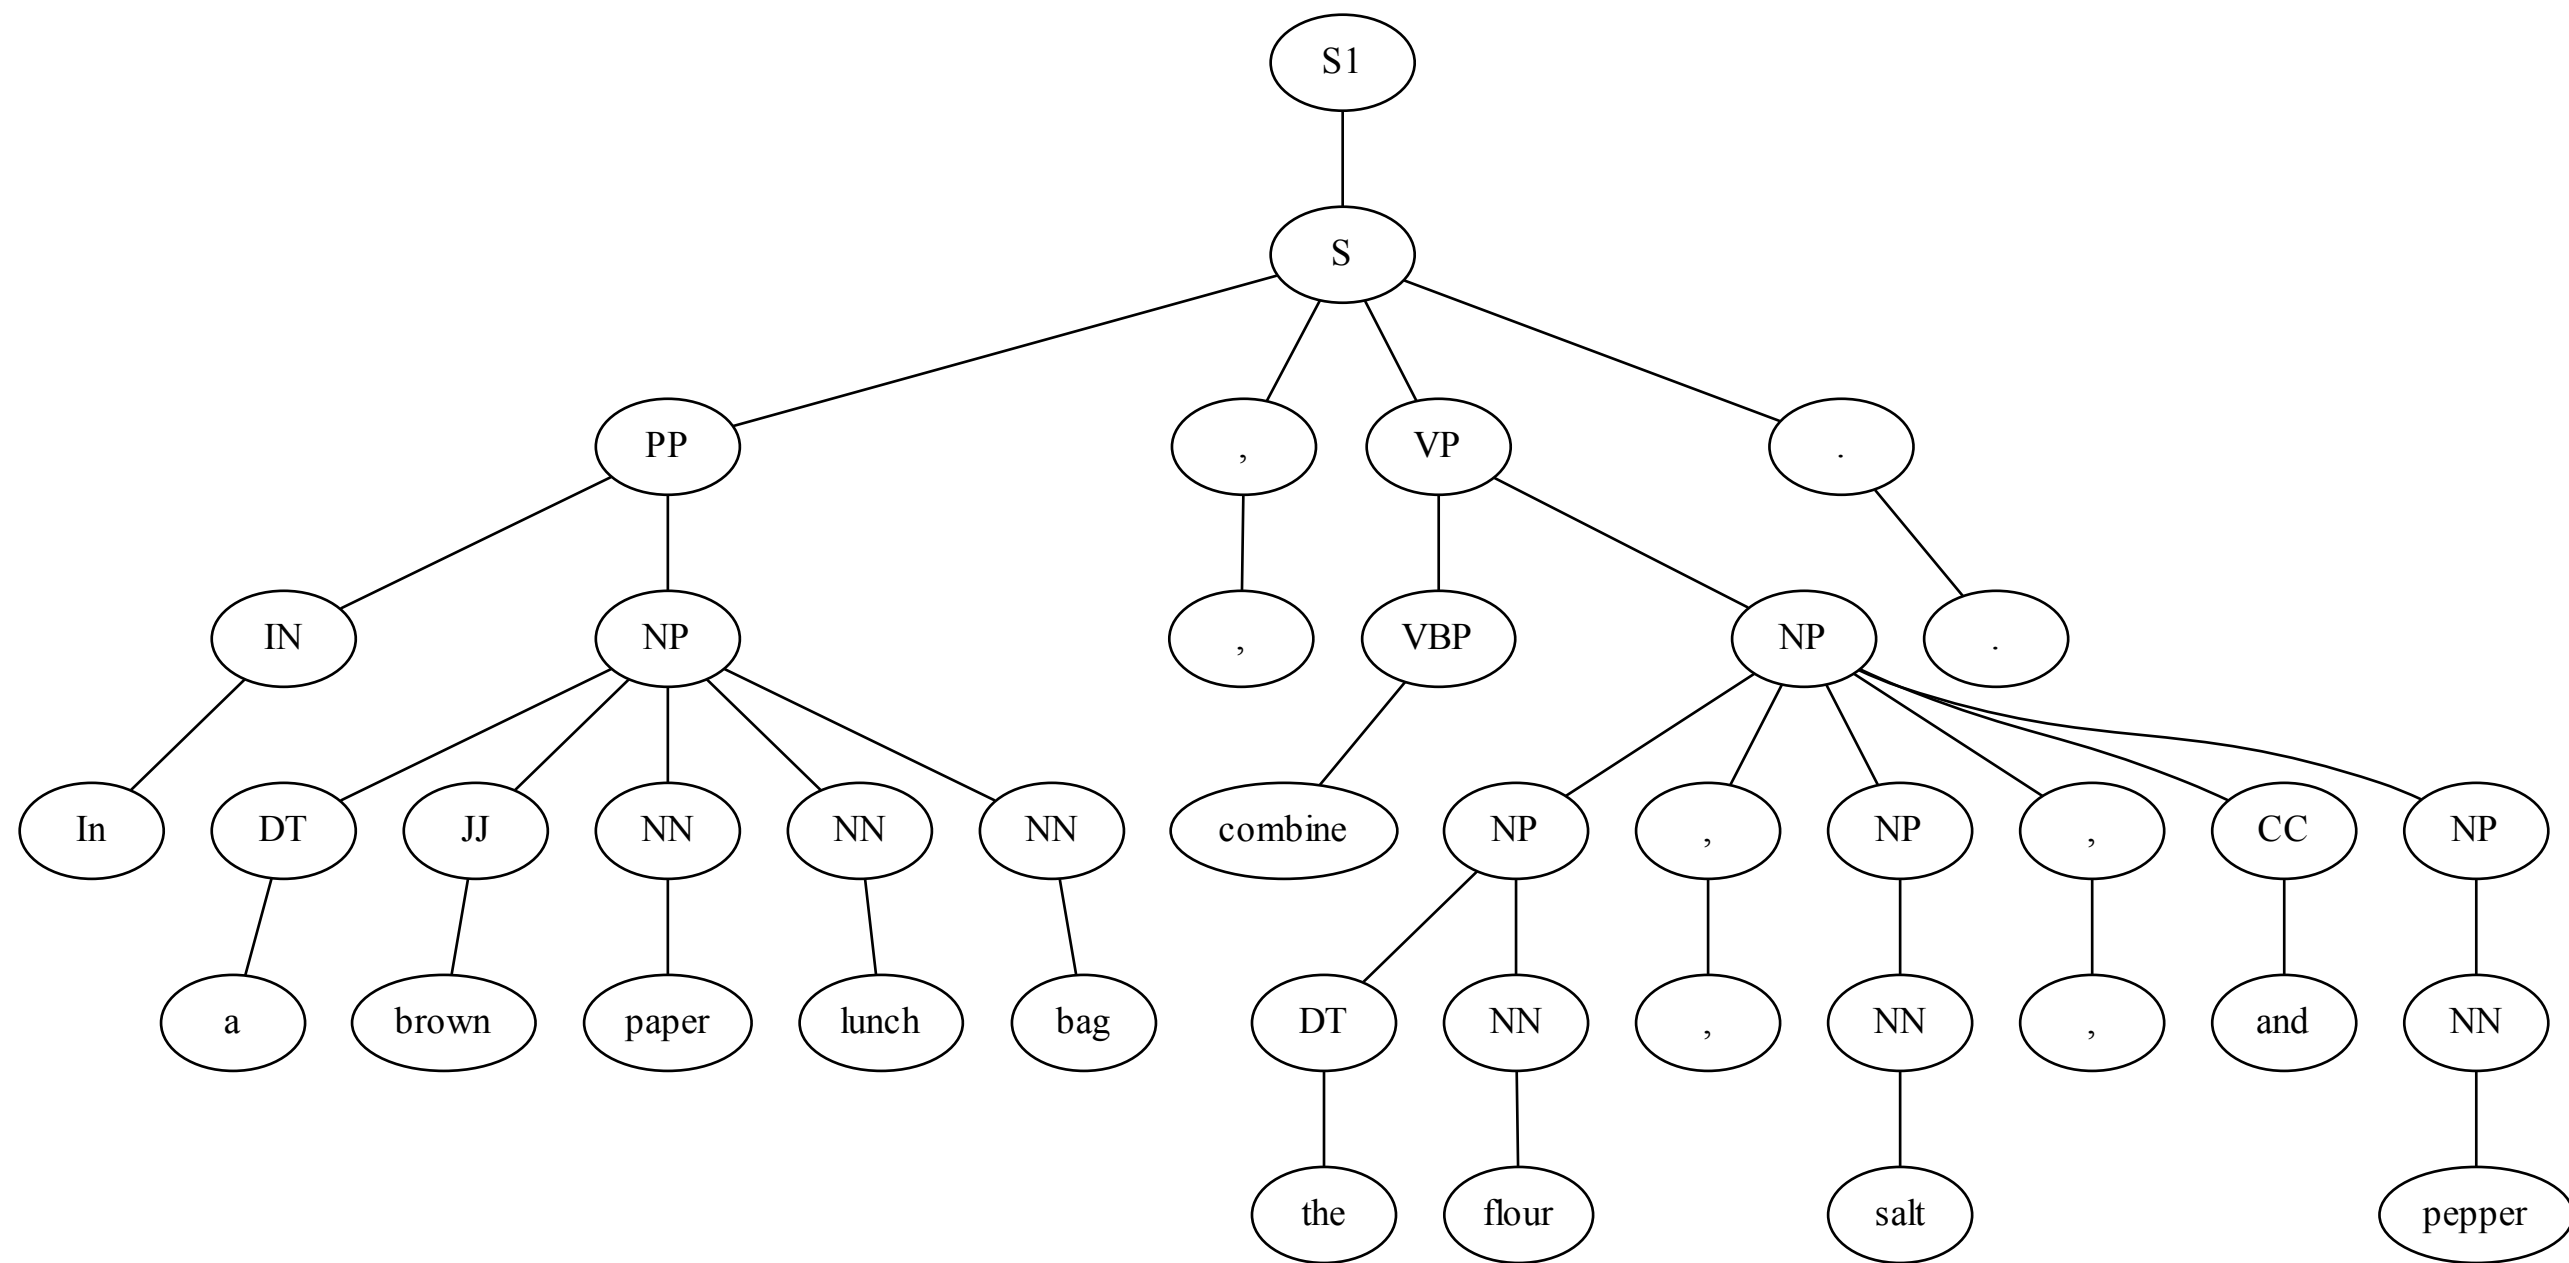 S1
S
PP , VP .
IN NP , VBP NP .
In DT JJ NN NN NN combine NP , NP , CC NP
a brown paper lunch bag DT NN , NN , and NN
the flour salt pepper